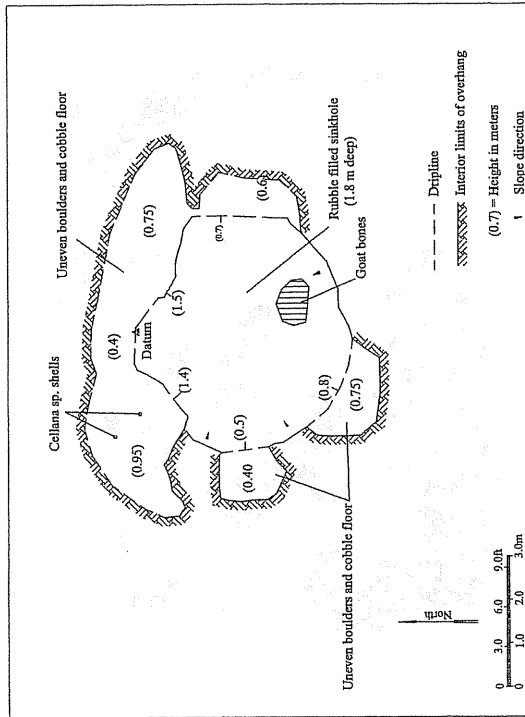 Uneven boulders and cobble floor
Cellana sp. shells
(0.4)
(0.75)
(0.95)
Datum
(1.5)
(1.4)
(0.6)
(0.7)
Rubble filled sinkhole
(1.8 m deep)
Goat bones
(0.5)
(0.40
(0.8)
(0.75)
Uneven boulders and cobble floor
Dripline
Interior limits of overhang
(0.7) = Height in meters
Slope direction
North
0 3.0 6.0 9.0ft
0 1.0 2.0 3.0m